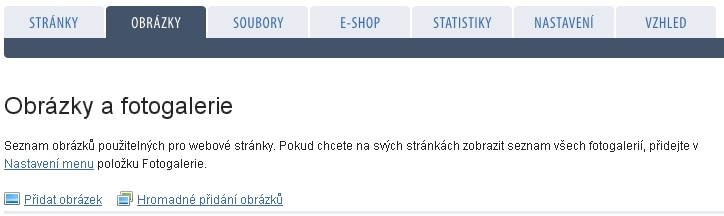 STRÁNKY OBRÁZKY SOUBORY E-SHOP STATISTIKY NASTAVENÍ VZHLED
Obrázky a fotogalerie
Seznam obrázků použitelných pro webové stránky. Pokud chcete na svých stránkách zobrazit seznam všech fotogalerií, přidejte v
Nastavení menu položku Fotogalerie.
Přidat obrázek Hromadné přidání obrázků